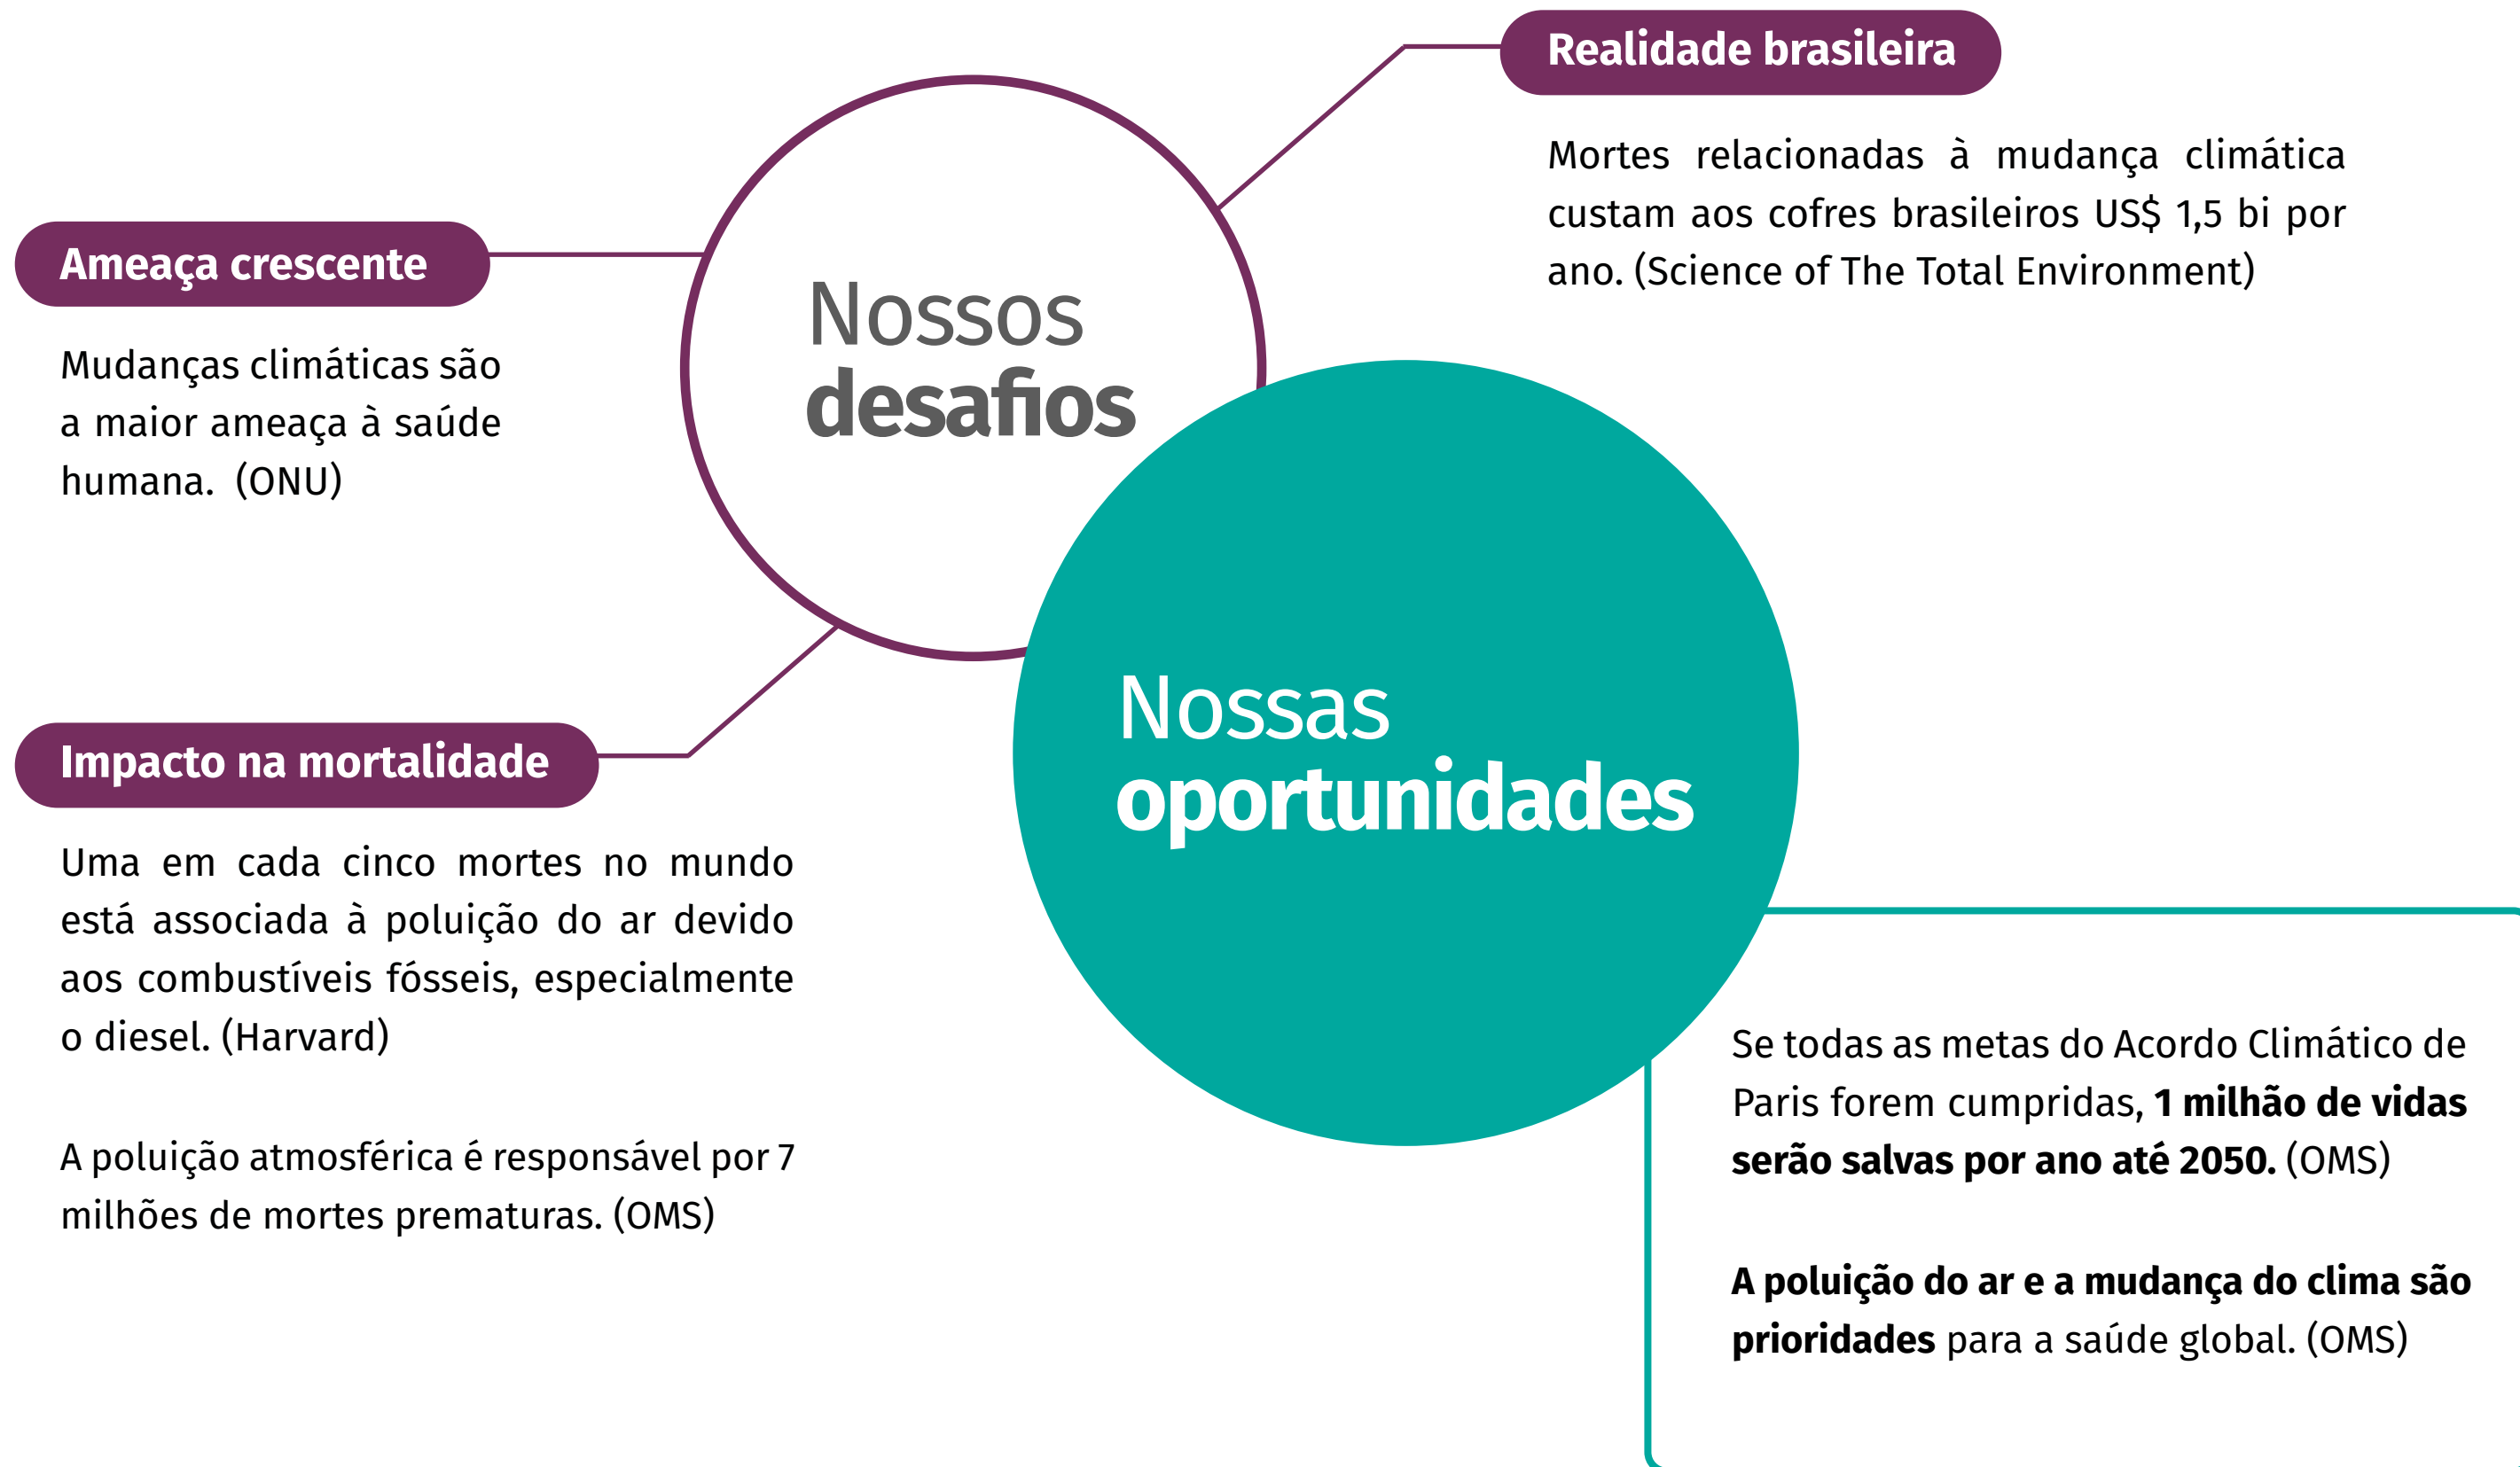 Realidade brasileira
Mortes relacionadas à mudança climática
custam aos cofres brasileiros US$ 1,5 bi por
ano. (Science of The Total Environment)
Ameaça crescente
Mudanças climáticas são
a maior ameaça à saúde
humana. (ONU)
Nossos
desafios
Impacto na mortalidade
Uma em cada cinco mortes no mundo
está associada à poluição do ar devido
aos combustíveis fósseis, especialmente
o diesel. (Harvard)
A poluição atmosférica é responsável por 7
milhões de mortes prematuras. (OMS)
Nossas
oportunidades
Se todas as metas do Acordo Climático de
Paris forem cumpridas, 1 milhão de vidas
serão salvas por ano até 2050. (OMS)
A poluição do ar e a mudança do clima são
prioridades para a saúde global. (OMS)